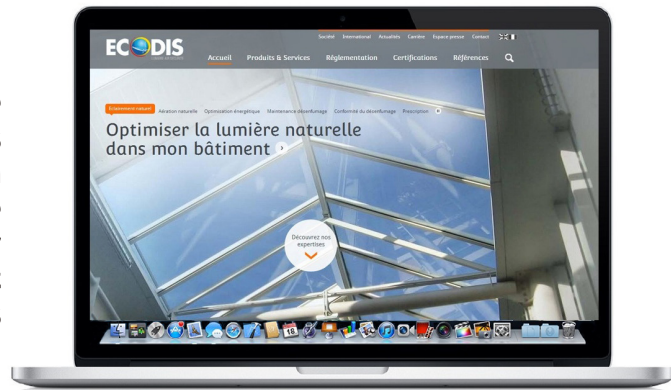 Société International Actualités Carrière Espace presse Contact
ECODIS
Accueil Produits & Services Réglementation Certifications Références
Eclairement naturel Aération naturelle Optimisation énergétique Maintenance désenfumage Conformité du désenfumage Prescription
Optimiser la lumière naturelle
dans mon bâtiment
Découvrez nos
expertises
18